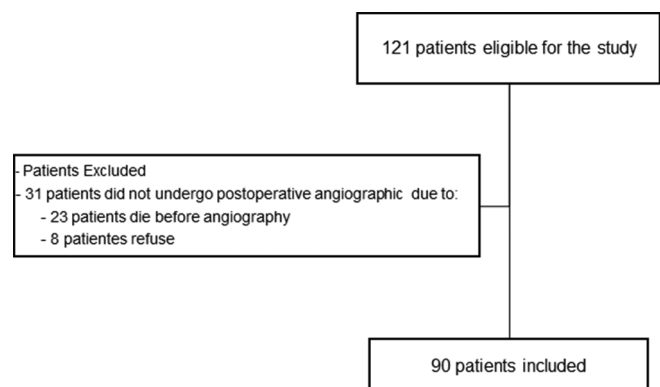 121 patients eligible for the study
- Patients Excluded
- 31 patients did not undergo postoperative angiographic due to:
- 23 patients die before angiography
- 8 patientes refuse
90 patients included